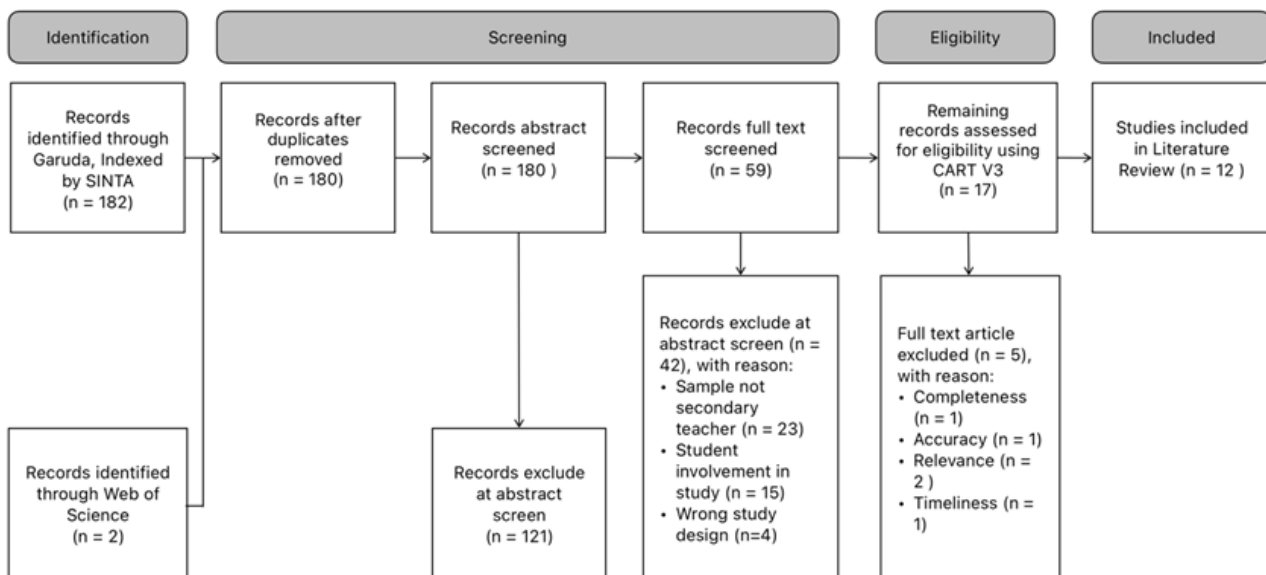 Identification
Screening
Eligibility
Included
Records
identified through
Garuda, Indexed
by SINTA
(n = 182)
Records after
duplicates
removed
(n = 180)
Records abstract
screened
(n = 180 )
Records full text
screened
(n = 59)
Remaining
records assessed
for eligibility using
CART V3
(n = 17)
Studies included
in Literature
Review (n = 12 )
Records identified
through Web of
Science
(n = 2)
Records exclude
at abstract
screen
(n = 121)
Records exclude at
abstract screen (n =
42), with reason:
• Sample not
secondary
teacher (n = 23)
• Student
involvement in
study (n = 15)
• Wrong study
design (n=4)
Full text article
excluded (n = 5),
with reason:
• Completeness
(n = 1)
• Accuracy (n = 1)
• Relevance (n =
2 )
• Timeliness (n =
1)